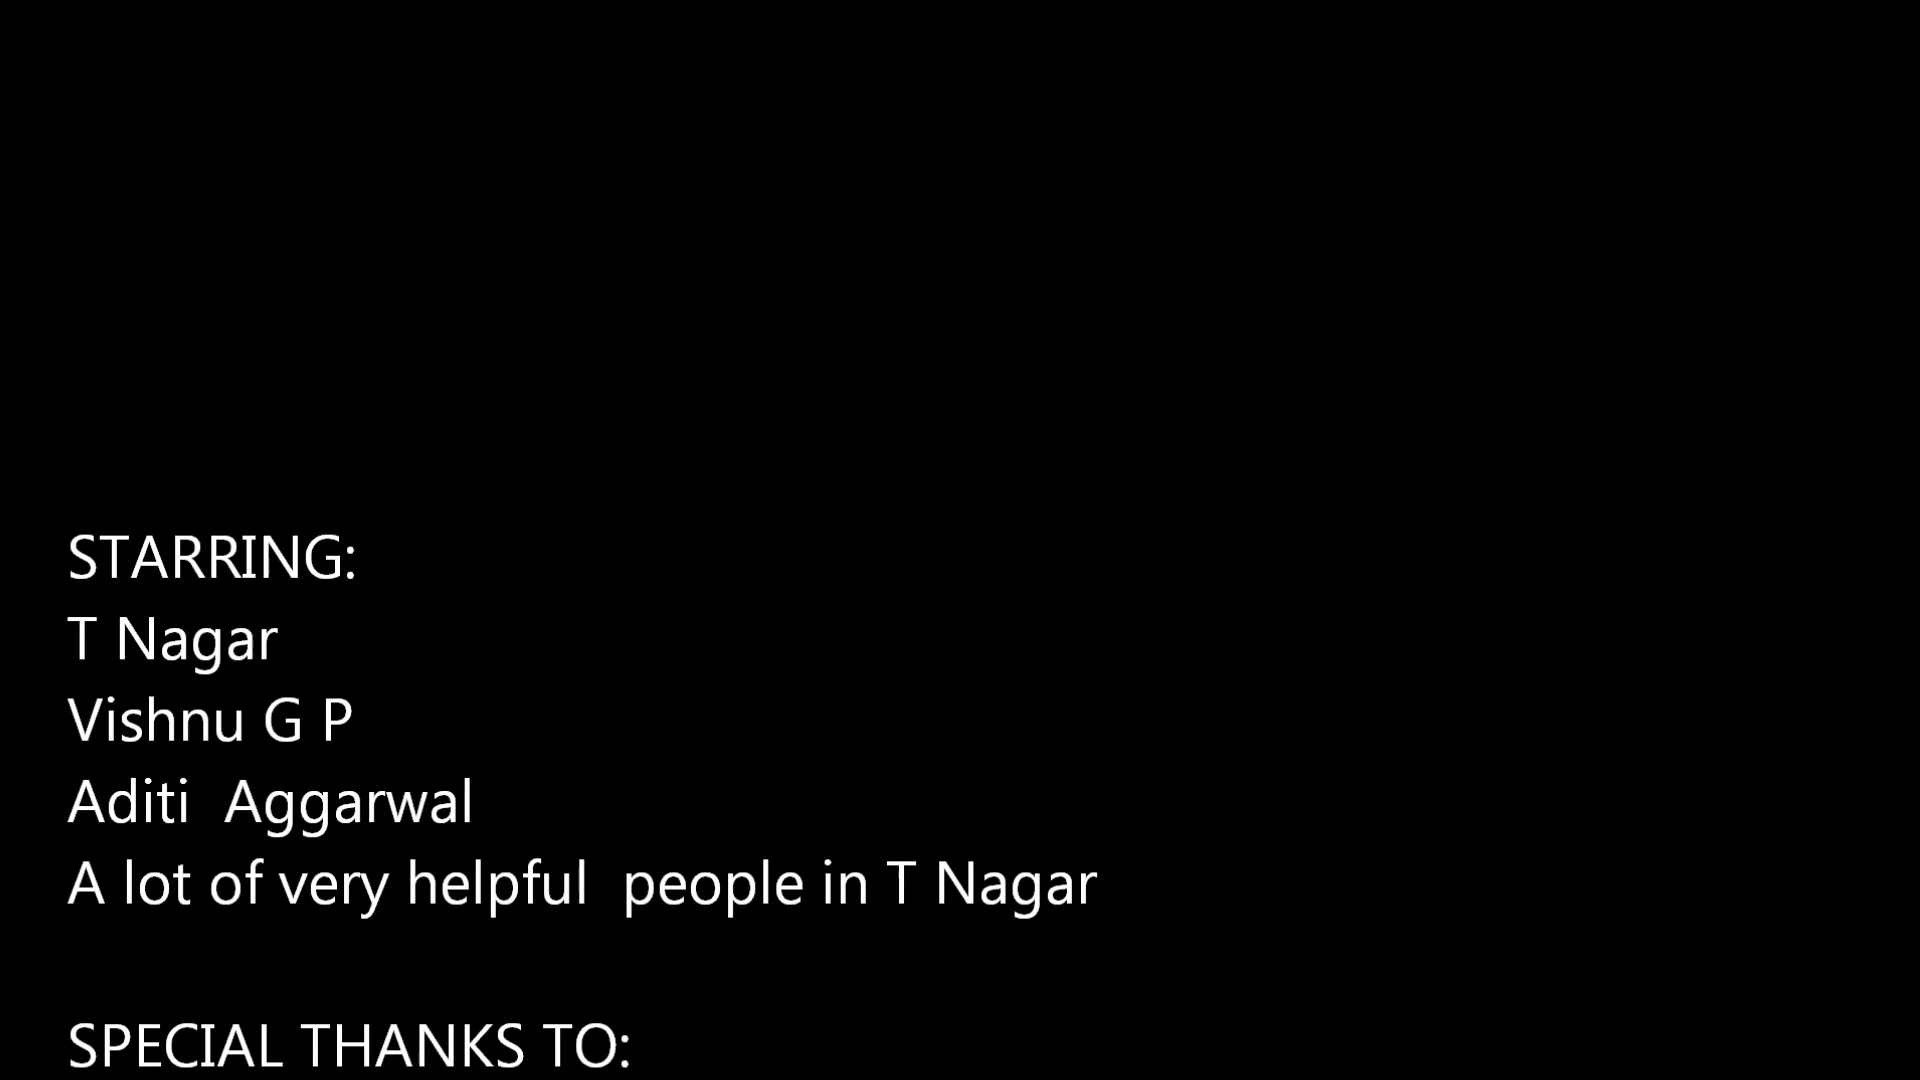 STARRING:
T Nagar
Vishnu G P
Aditi  Aggarwal
A lot of very helpful  people in T Nagar
SPECIAL THANKS TO: